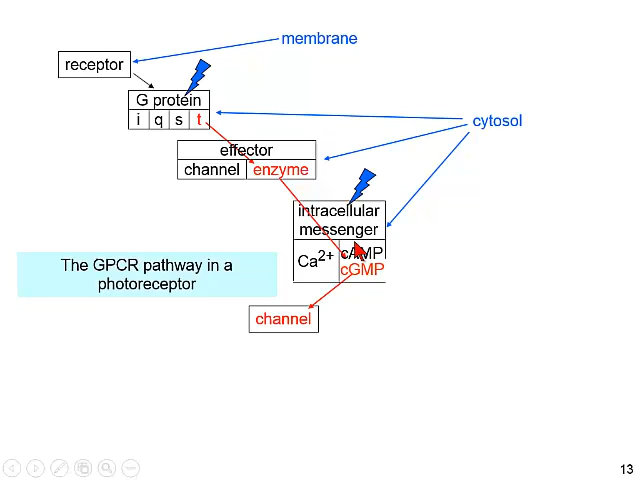 membrane
receptor
G protein
i q s t
cytosol
effector
channel enzyme
intracellular
messenger
Ca2+ cAMP
cGMP
The GPCR pathway in a
photoreceptor
channel
13